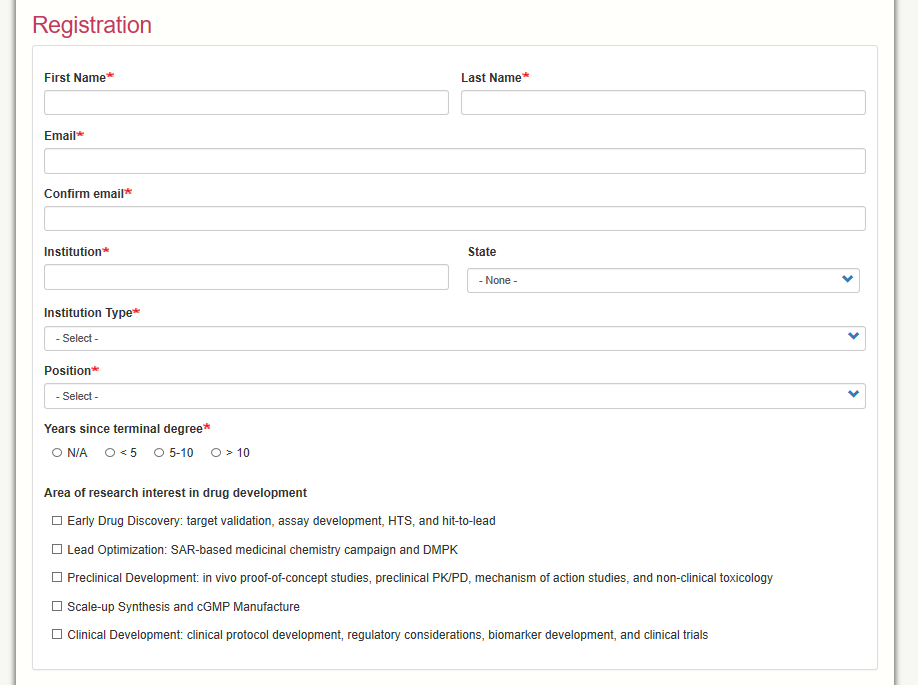 Registration
First Name* Last Name*
Email*
Confirm email*
Institution* State
- None -
Institution Type*
- Select -
Position*
- Select -
Years since terminal degree*
N/A < 5 5-10 > 10
Area of research interest in drug development
Early Drug Discovery: target validation, assay development, HTS, and hit-to-lead
Lead Optimization: SAR-based medicinal chemistry campaign and DMPK
Preclinical Development: in vivo proof-of-concept studies, preclinical PK/PD, mechanism of action studies, and non-clinical toxicology
Scale-up Synthesis and cGMP Manufacture
Clinical Development: clinical protocol development, regulatory considerations, biomarker development, and clinical trials